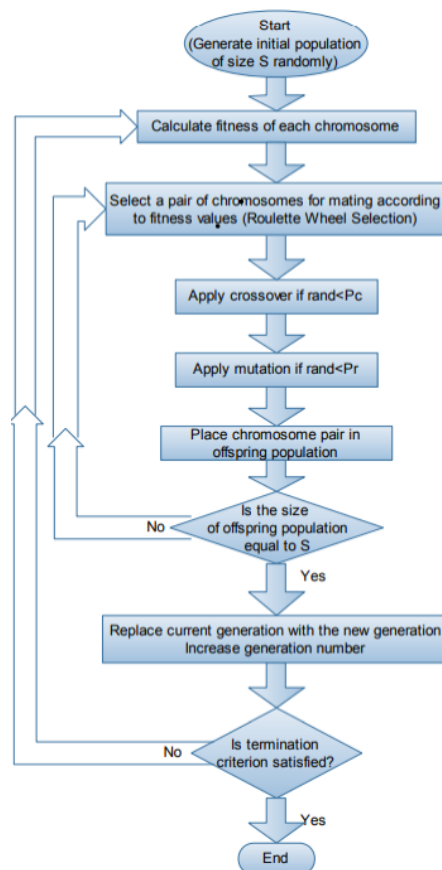 Start
(Generate initial population
of size S randomly)
Calculate fitness of each chromosome
Select a pair of chromosomes for mating according
to fitness values (Roulette Wheel Selection)
Apply crossover if rand<Pc
Apply mutation if rand<Pr
Place chromosome pair in
offspring population
Is the size
of offspring population
equal to S
No
Yes
Replace current generation with the new generation
Increase generation number
Is termination
criterion satisfied?
No
Yes
End